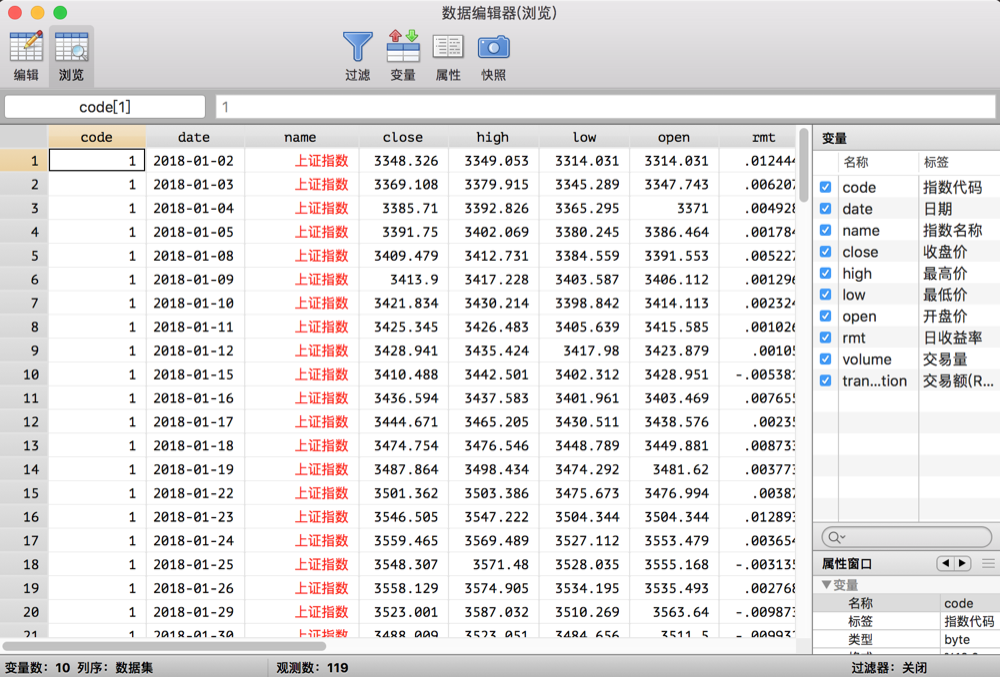 数据编辑器(浏览)
编辑 浏览 过滤 变量 属性 快照
code[1] 1
code date name close high low open rmt
1 1 2018-01-02 上证指数 3348.326 3349.053 3314.031 3314.031 .012444
2 1 2018-01-03 上证指数 3369.108 3379.915 3345.289 3347.743 .006207
3 1 2018-01-04 上证指数 3385.71 3392.826 3365.295 3371 .004928
4 1 2018-01-05 上证指数 3391.75 3402.069 3380.245 3386.464 .001784
5 1 2018-01-08 上证指数 3409.479 3412.731 3384.559 3391.553 .005227
6 1 2018-01-09 上证指数 3413.9 3417.228 3403.587 3406.112 .001296
7 1 2018-01-10 上证指数 3421.834 3430.214 3398.842 3414.113 .002324
8 1 2018-01-11 上证指数 3425.345 3426.483 3405.639 3415.585 .001026
9 1 2018-01-12 上证指数 3428.941 3435.424 3417.98 3423.879 .00105
10 1 2018-01-15 上证指数 3410.488 3442.501 3402.312 3428.951 -.005381
11 1 2018-01-16 上证指数 3436.594 3437.583 3401.961 3403.469 .007655
12 1 2018-01-17 上证指数 3444.671 3465.205 3430.511 3438.576 .00235
13 1 2018-01-18 上证指数 3474.754 3476.546 3448.789 3449.881 .008733
14 1 2018-01-19 上证指数 3487.864 3498.434 3474.292 3481.62 .003773
15 1 2018-01-22 上证指数 3501.362 3503.386 3475.673 3476.994 .00387
16 1 2018-01-23 上证指数 3546.505 3547.222 3504.344 3504.344 .012893
17 1 2018-01-24 上证指数 3559.465 3569.489 3527.112 3553.479 .003654
18 1 2018-01-25 上证指数 3548.307 3571.48 3528.035 3555.168 -.003135
19 1 2018-01-26 上证指数 3558.129 3574.905 3534.195 3535.493 .002768
20 1 2018-01-29 上证指数 3523.001 3587.032 3510.269 3563.64 -.009873
21 1 2018-01-30 上证指数 3488.009 3523.051 3484.656 3511.5 -.009932
变量
名称 标签
code 指数代码
date 日期
name 指数名称
close 收盘价
high 最高价
low 最低价
open 开盘价
rmt 日收益率
volume 交易量
tran...tion 交易额(R...
属性窗口
变量
名称 code
标签 指数代码
类型 byte
变量数：10 列序：数据集 观测数：119 过滤器：关闭